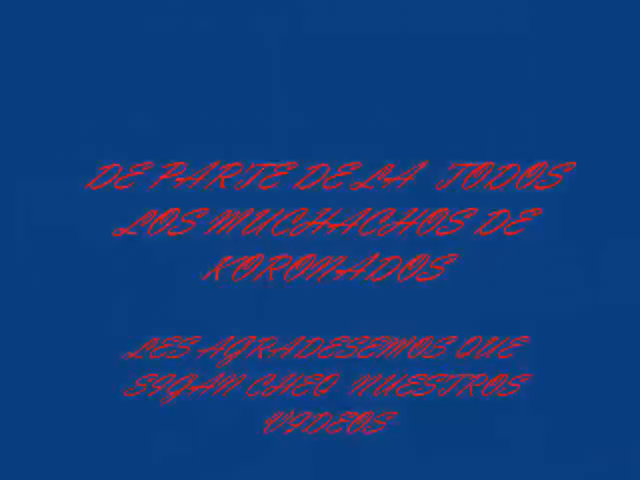 DE PARTE DE LA TODOS
LOS MUCHACHOS DE
KORONADOS
LES AGRADESEMOS QUE
SIGAN CHEQ NUESTROS
VIDEOS